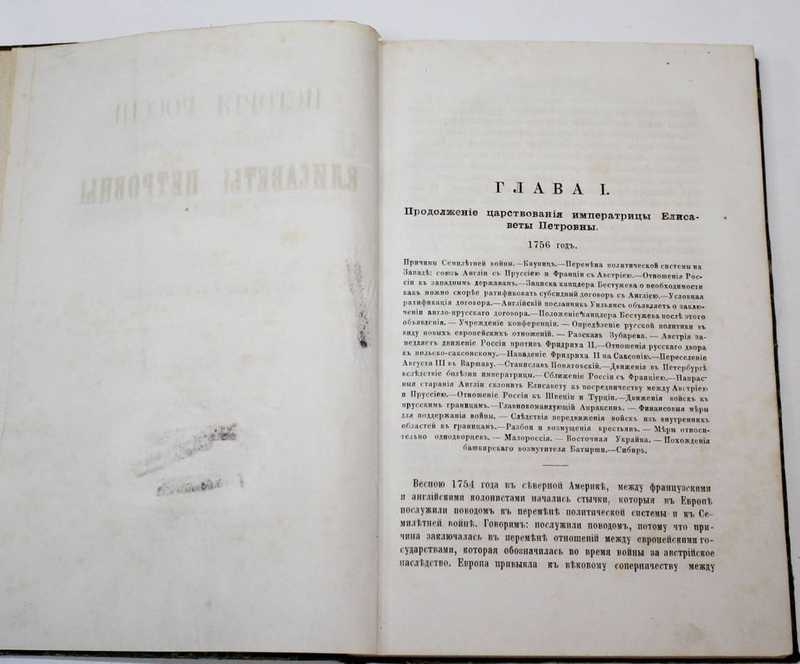 ГЛАВА I.
Продолженіе царствованія императрицы Елиса-
веты Петровны.
1756 годъ.
Причины Семилѣтней войны.—Кауницъ.—Перемѣна политической системы на
Западѣ: союзъ Англіи съ Пруссіею и Франціи съ Австріею.—Отношенія Рос-
сіи къ западнымъ державамъ.—Записка канцлера Бестужева о необходимости
какъ можно скорѣе ратификовать субсидный договоръ съ Англіею.—Условная
ратификація договора.—Англійскій посланникъ Уильямсъ объявляетъ о заклю-
ченіи англо-прусскаго договора.—Положеніе канцлера Бестужева послѣ этого
объявленія.—Учрежденіе конференціи.—Опредѣленіе русской политики въ
виду новыхъ европейскихъ отношеній.—Разсказъ Зубарева.—Австрія за-
медляетъ движеніе Россіи противъ Фридриха II.—Отношенія русскаго двора
къ польско-саксонскому.—Нападеніе Фридриха II на Саксонію.—Переселеніе
Августа III въ Варшаву.—Станиславъ Понятовскій.—Движенія въ Петербургѣ
вслѣдствіе болѣзни императрицы.—Сближеніе Россіи съ Франціею.—Напрас-
ныя старанія Англіи склонить Елисавету къ посредничеству между Австріею
и Пруссіею.—Отношеніе Россіи къ Швеціи и Турціи.—Движенія войскъ къ
прусскимъ границамъ.—Главнокомандующій Апраксинъ.—Финансовыя мѣры
для поддержанія войны.—Слѣдствія передвиженія войскъ изъ внутреннихъ
областей къ границамъ.—Разбои и возмущенія крестьянъ.—Мѣры относи-
тельно однодворцевъ.—Малороссія.—Восточная Украйна.—Похожденія
башкирскаго возмутителя Батырши.—Сибирь.
Весною 1754 года въ сѣверной Америкѣ, между французскими
и англійскими колонистами начались стычки, которыя въ Европѣ
послужили поводомъ къ перемѣнѣ политической системы и къ Се-
милѣтней войнѣ. Говоримъ: послужили поводомъ, потому что при-
чина заключалась въ перемѣнѣ отношеній между европейскими го-
сударствами, которая обозначилась во время войны за австрійское
наслѣдство. Европа привыкла къ вѣковому соперничеству между